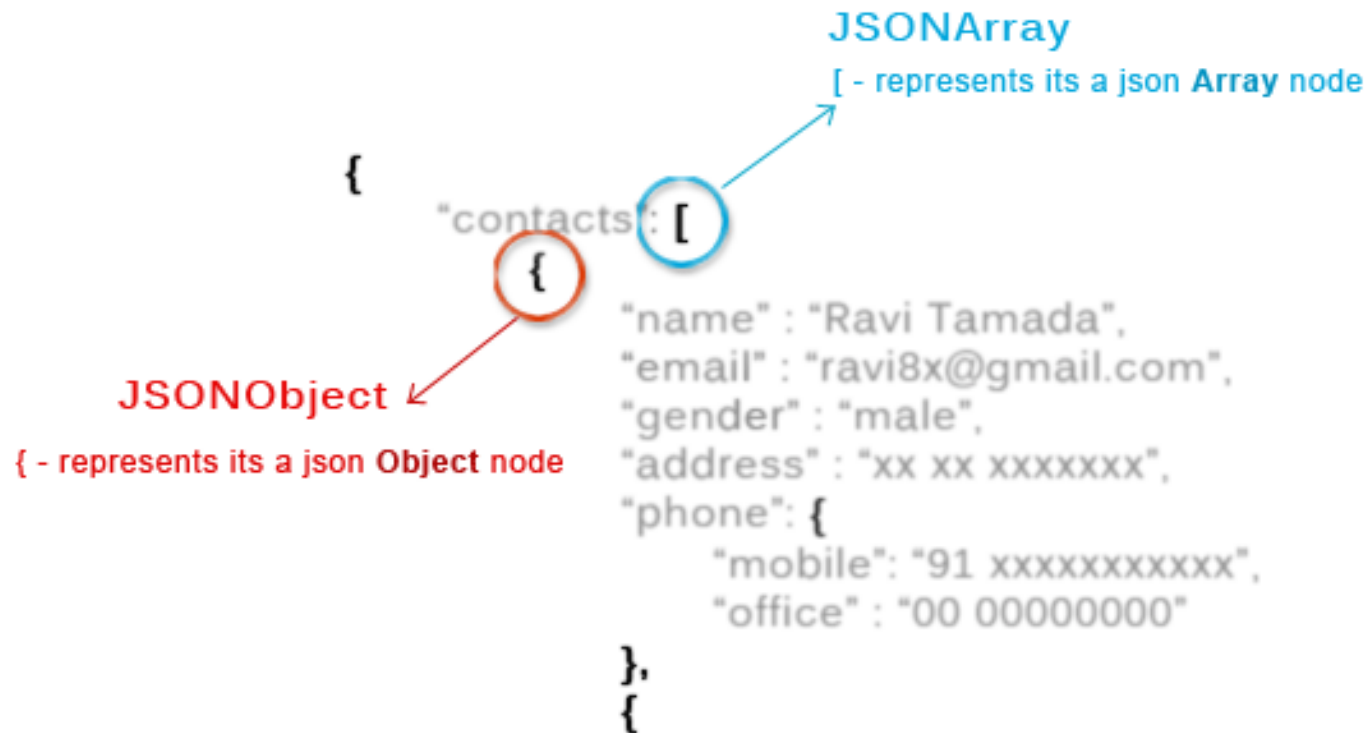 JSONArray
[ - represents its a json Array node
{
“contacts”: [
{
“name” : “Ravi Tamada”,
“email” : “ravi8x@gmail.com”,
JSONObject
“gender” : “male”,
{ - represents its a json Object node
“address” : “xx xx xxxxxxx”,
“phone”: {
“mobile”: “91 xxxxxxxxxxx”,
“office” : “00 00000000”
},
{